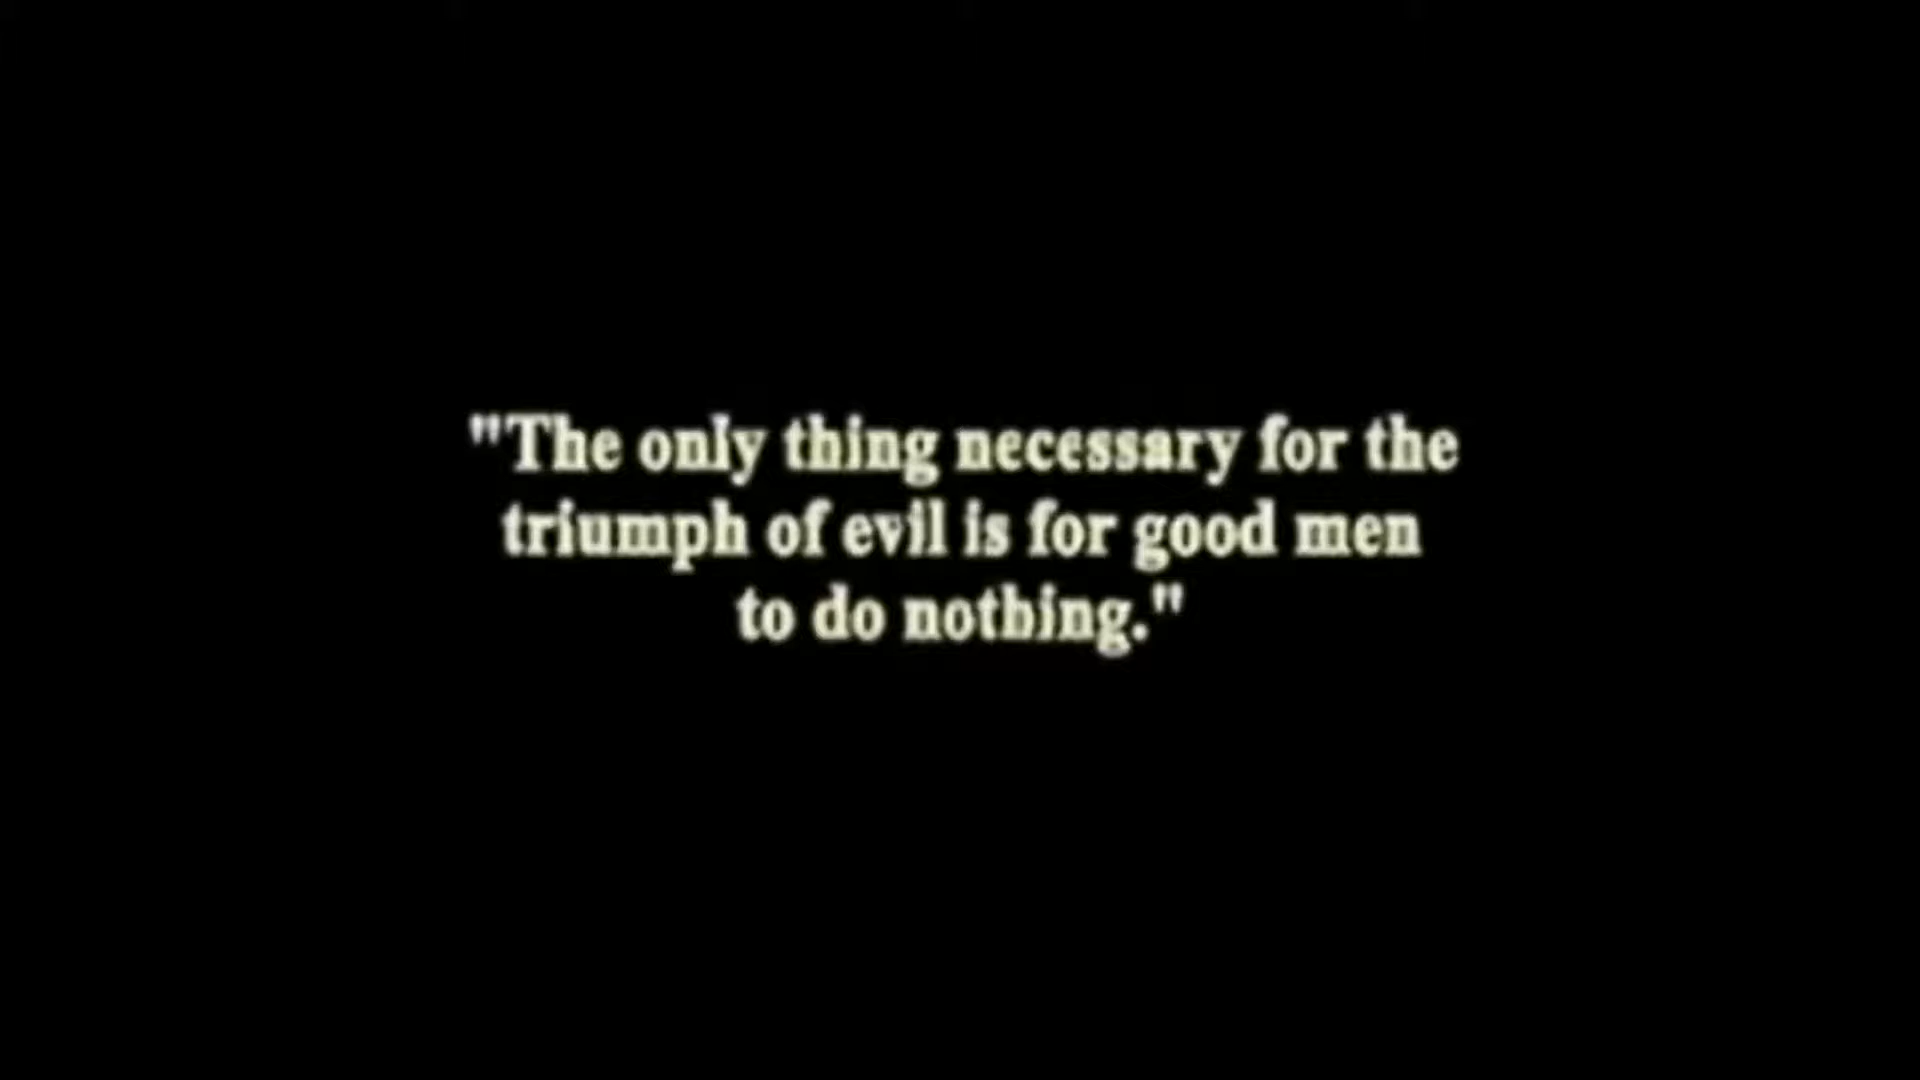 "The only thing necessary for the
triumph of evil is for good men
to do nothing."